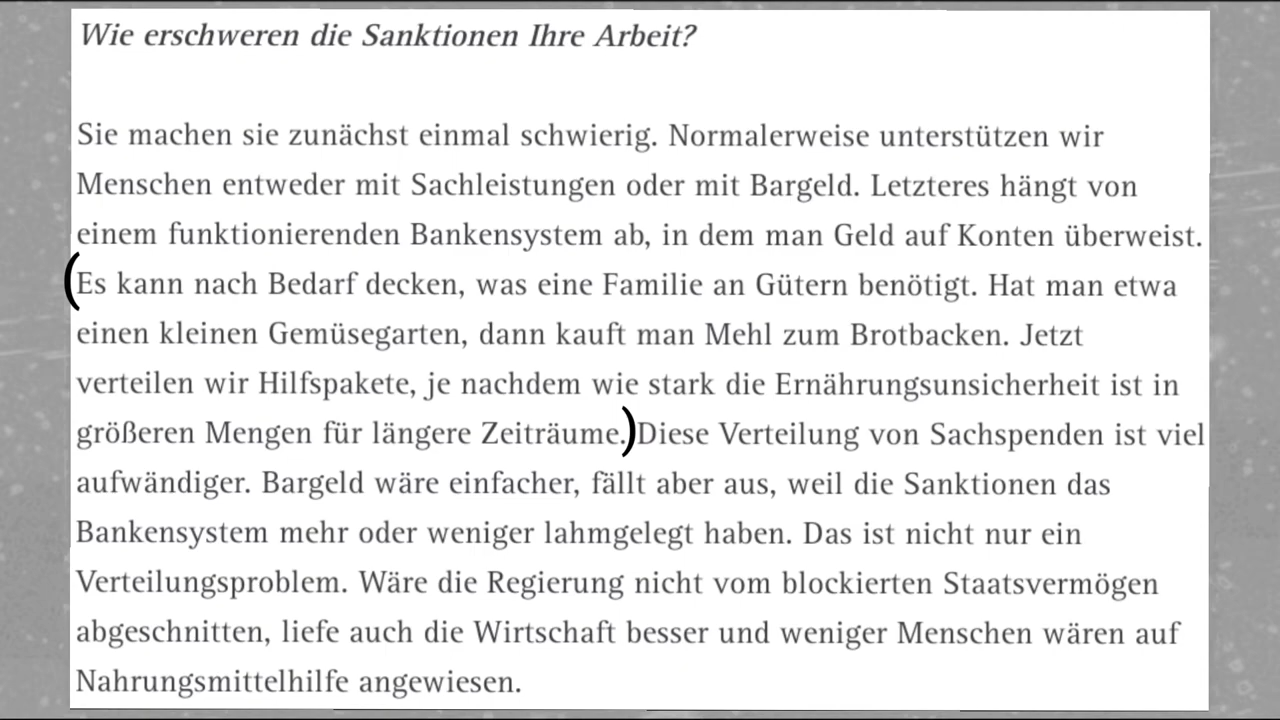 Wie erschweren die Sanktionen Ihre Arbeit?
Sie machen sie zunächst einmal schwierig. Normalerweise unterstützen wir
Menschen entweder mit Sachleistungen oder mit Bargeld. Letzteres hängt von
einem funktionierenden Bankensystem ab, in dem man Geld auf Konten überweist.
(Es kann nach Bedarf decken, was eine Familie an Gütern benötigt. Hat man etwa
einen kleinen Gemüsegarten, dann kauft man Mehl zum Brotbacken. Jetzt
verteilen wir Hilfspakete, je nachdem wie stark die Ernährungsunsicherheit ist in
größeren Mengen für längere Zeiträume.) Diese Verteilung von Sachspenden ist viel
aufwändiger. Bargeld wäre einfacher, fällt aber aus, weil die Sanktionen das
Bankensystem mehr oder weniger lahmgelegt haben. Das ist nicht nur ein
Verteilungsproblem. Wäre die Regierung nicht vom blockierten Staatsvermögen
abgeschnitten, liefe auch die Wirtschaft besser und weniger Menschen wären auf
Nahrungsmittelhilfe angewiesen.